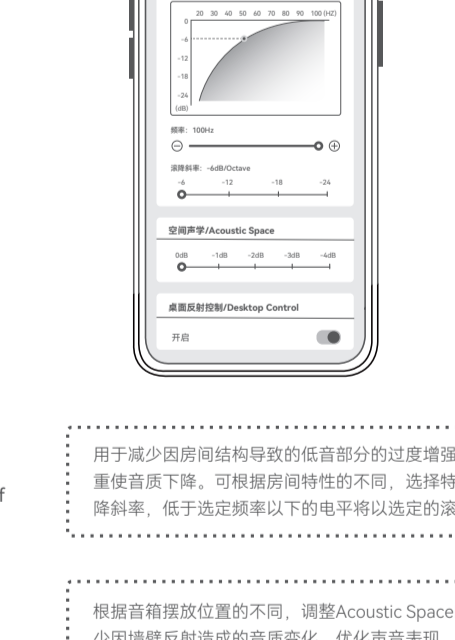 20 30 40 50 60 70 80 90 100 (HZ)
0
-6
-12
-18
-24
(dB)
频率: 100Hz
滚降斜率: -6dB/Octave
-6 -12 -18 -24
空间声学/Acoustic Space
0dB -1dB -2dB -3dB -4dB
桌面反射控制/Desktop Control
开启
用于减少因房间结构导致的低音部分的过度增强
重使音质下降。可根据房间特性的不同，选择特
f
降斜率，低于选定频率以下的电平将以选定的滚
根据音箱摆放位置的不同，调整Acoustic Space
少因墙壁反射造成的音质变化，优化声音表现